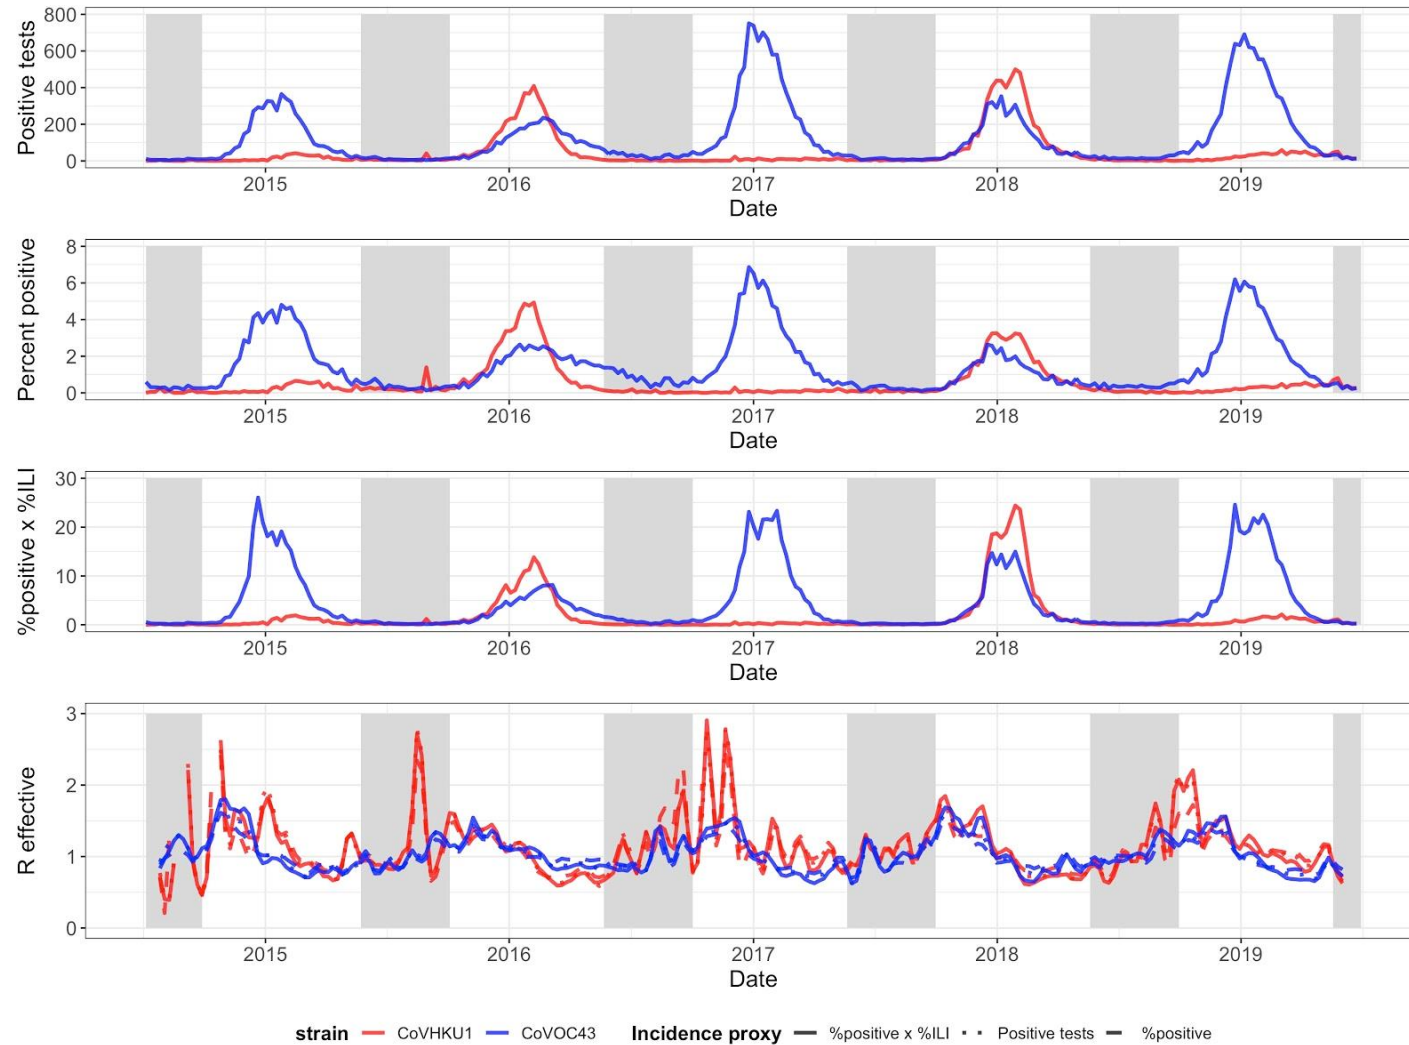 Positive tests
800
600
400
200
0
2015 2016 2017 2018 2019
Date
Percent positive
8
6
4
2
0
2015 2016 2017 2018 2019
Date
%positive x %ILI
30
20
10
0
2015 2016 2017 2018 2019
Date
R effective
3
2
1
0
2015 2016 2017 2018 2019
Date
strain CoVHKU1 CoVOC43 Incidence proxy %positive x %ILI Positive tests %positive